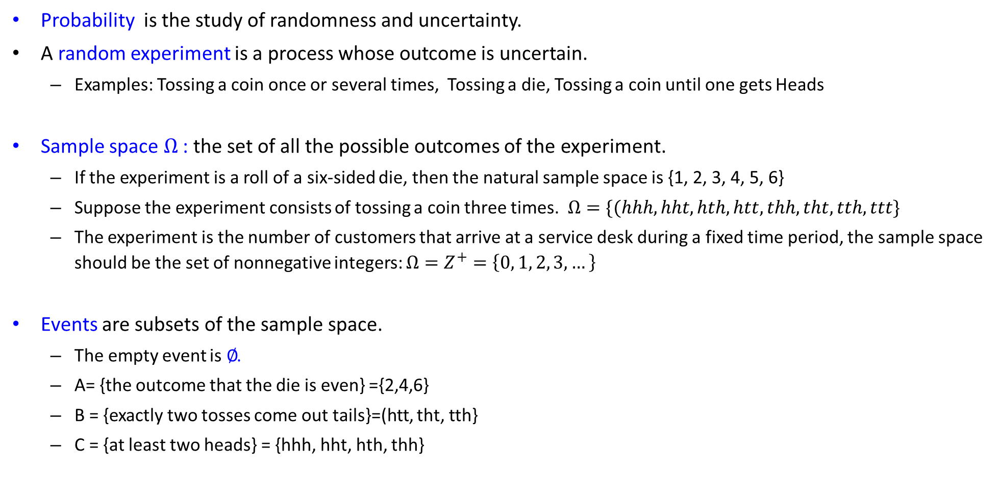 • Probability is the study of randomness and uncertainty.
• A random experiment is a process whose outcome is uncertain.
– Examples: Tossing a coin once or several times, Tossing a die, Tossing a coin until one gets Heads
• Sample space Ω : the set of all the possible outcomes of the experiment.
– If the experiment is a roll of a six-sided die, then the natural sample space is {1, 2, 3, 4, 5, 6}
– Suppose the experiment consists of tossing a coin three times. Ω = {(hhh, hht, hth, htt, thh, tht, tth, ttt}
– The experiment is the number of customers that arrive at a service desk during a fixed time period, the sample space
should be the set of nonnegative integers: Ω = Z⁺ = {0, 1, 2, 3, … }
• Events are subsets of the sample space.
– The empty event is ∅.
– A= {the outcome that the die is even} ={2,4,6}
– B = {exactly two tosses come out tails}=(htt, tht, tth}
– C = {at least two heads} = {hhh, hht, hth, thh}